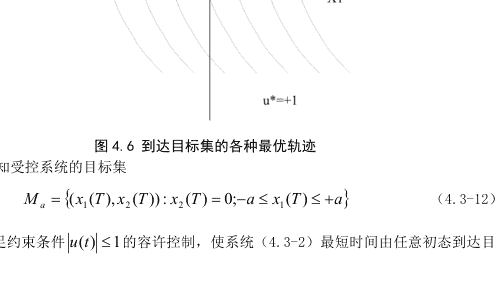 X1
u*=+1
图 4.6 到达目标集的各种最优轨迹
知受控系统的目标集
M_a = {(x_1(T), x_2(T)) : x_2(T) = 0; -a ≤ x_1(T) ≤ +a} (4.3-12)
足约束条件|u(t)| ≤ 1的容许控制，使系统（4.3-2）最短时间由任意初态到达目